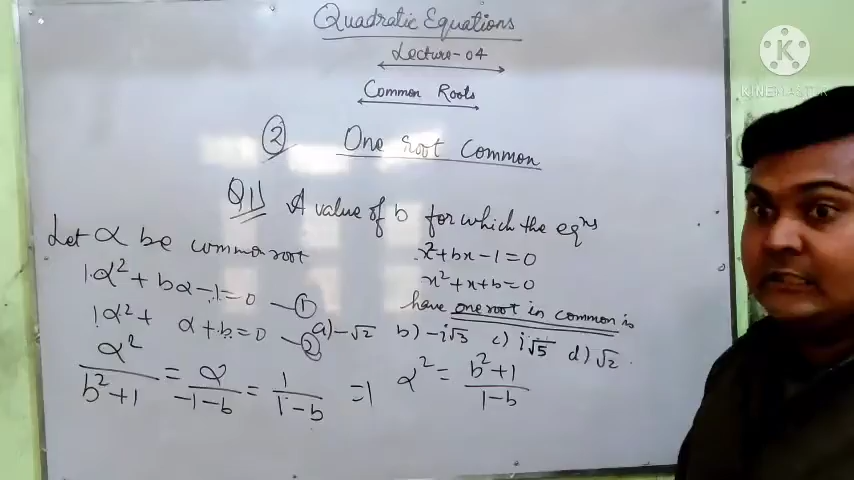 Quadratic Equations
Lecture-04
Common Roots
K
KINEMASTER
② One root common
Q1) A value of b for which the eqⁿˢ
x²+bx-1=0
x²+x+b=0
have one root in common is
a) -√2 b) -i√3 c) i√5 d) √2.
Let α be common root
1.α² + bα-1=0 —①
1α² + α+b=0 —②
α²/b²+1 = α/-1-b = 1/1-b =1
α² = b²+1/1-b